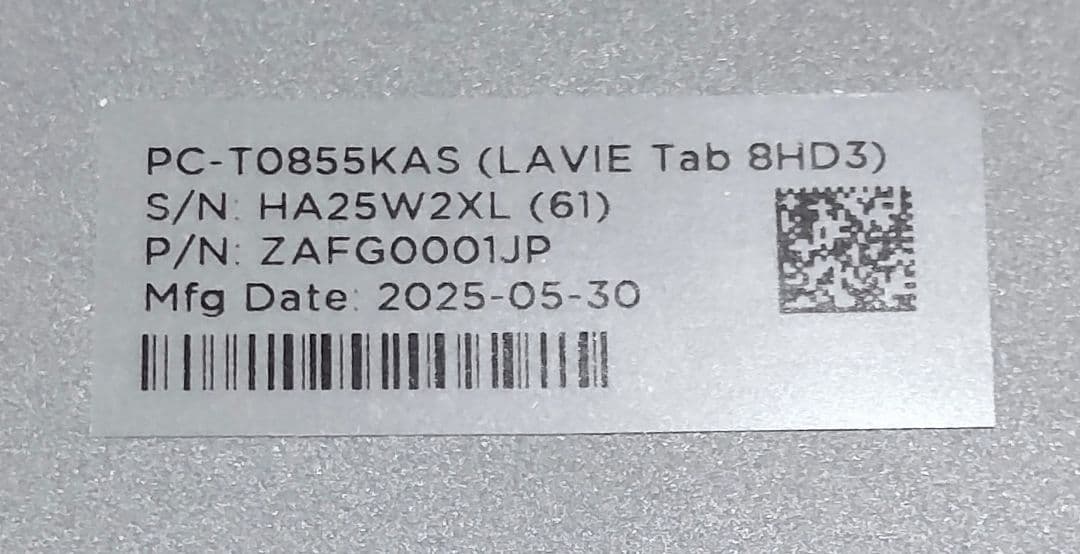 PC-T0855KAS (LAVIE Tab 8HD3)
S/N: HA25W2XL (61)
P/N: ZAFG0001JP
Mfg Date: 2025-05-30